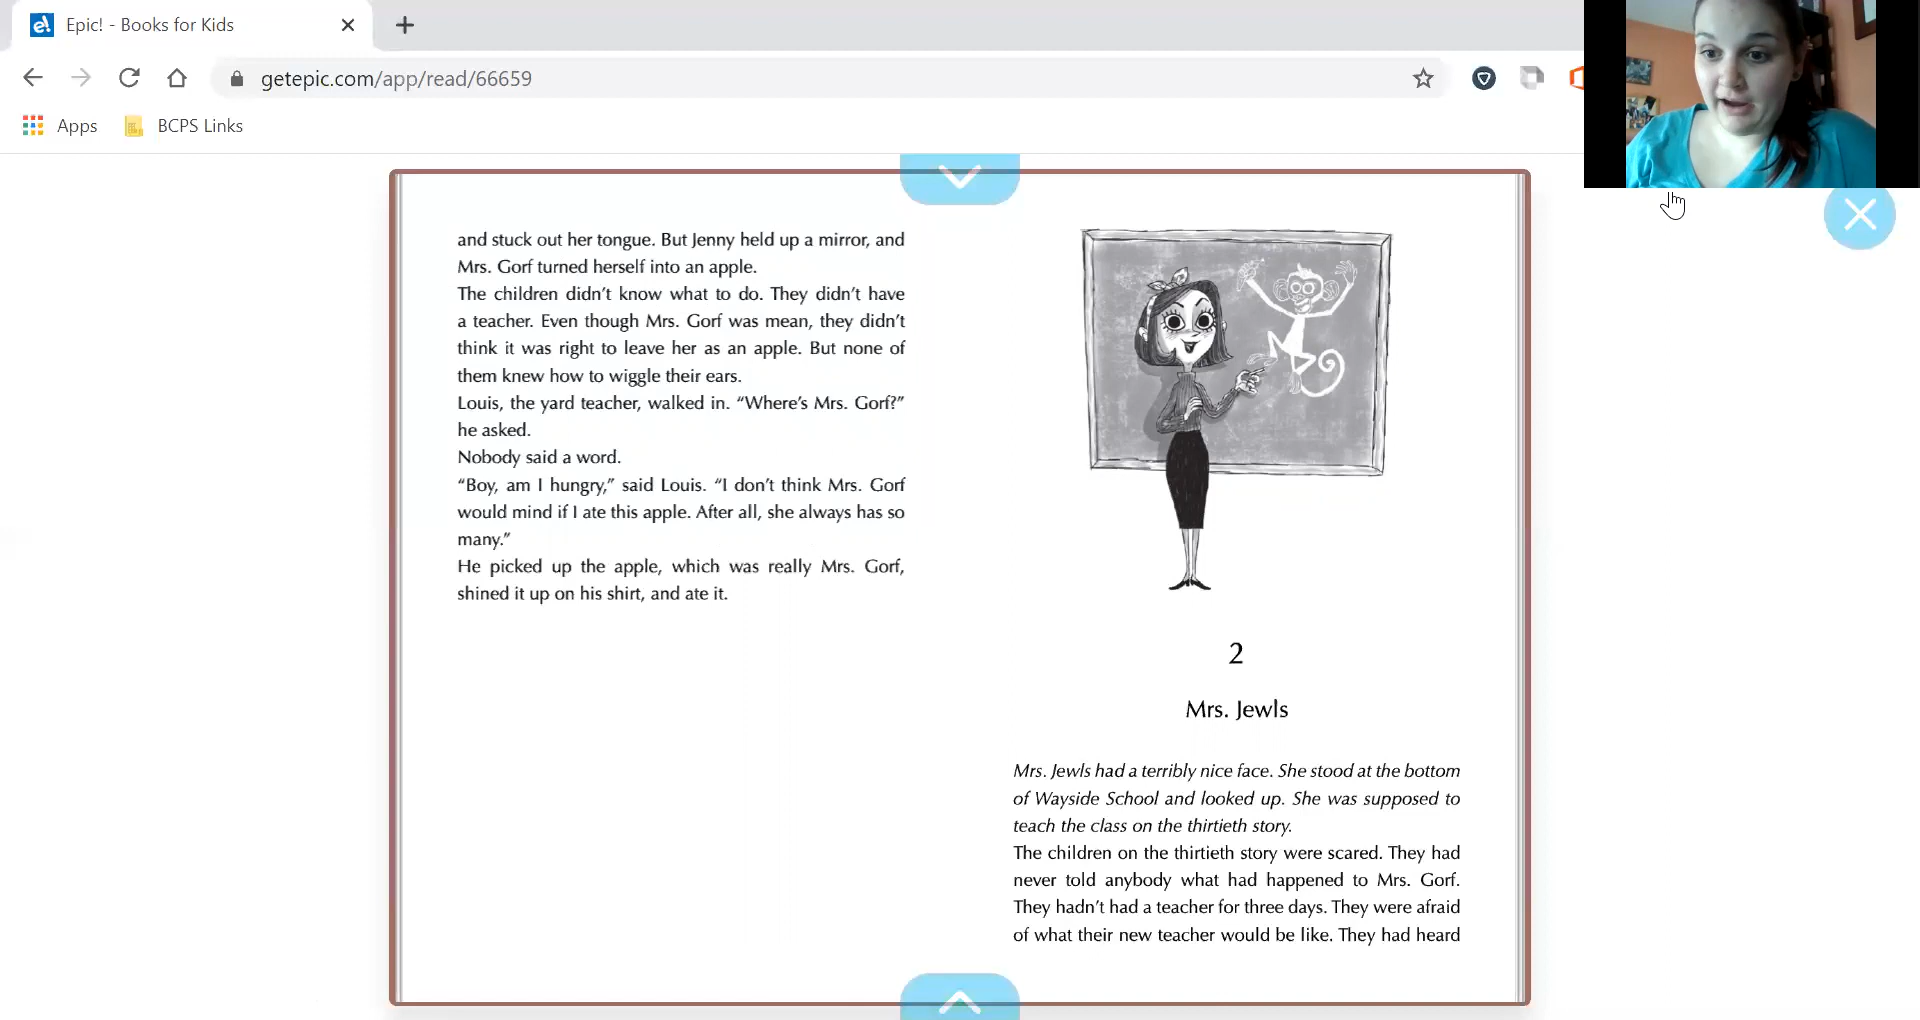 Epic! - Books for Kids
getepic.com/app/read/66659
Apps
BCPS Links
and stuck out her tongue. But Jenny held up a mirror, and
Mrs. Gorf turned herself into an apple.
The children didn’t know what to do. They didn’t have
a teacher. Even though Mrs. Gorf was mean, they didn’t
think it was right to leave her as an apple. But none of
them knew how to wiggle their ears.
Louis, the yard teacher, walked in. “Where’s Mrs. Gorf?”
he asked.
Nobody said a word.
“Boy, am I hungry,” said Louis. “I don’t think Mrs. Gorf
would mind if I ate this apple. After all, she always has so
many.”
He picked up the apple, which was really Mrs. Gorf,
shined it up on his shirt, and ate it.
2
Mrs. Jewls
Mrs. Jewls had a terribly nice face. She stood at the bottom
of Wayside School and looked up. She was supposed to
teach the class on the thirtieth story.
The children on the thirtieth story were scared. They had
never told anybody what had happened to Mrs. Gorf.
They hadn’t had a teacher for three days. They were afraid
of what their new teacher would be like. They had heard